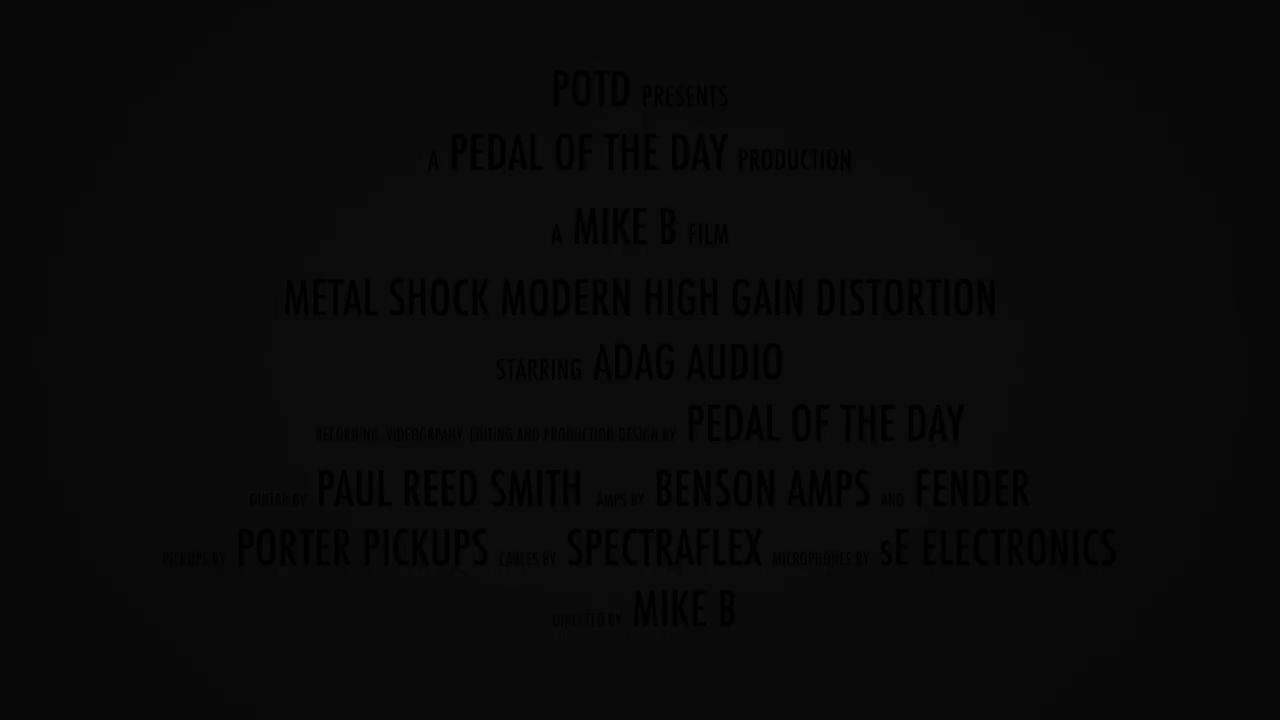 POTD PRESENTS
A PEDAL OF THE DAY PRODUCTION
A MIKE B FILM
METAL SHOCK MODERN HIGH GAIN DISTORTION
STARRING ADAG AUDIO
RECORDING, VIDEOGRAPHY, EDITING AND PRODUCTION DESIGN BY PEDAL OF THE DAY
GUITAR BY PAUL REED SMITH AMPS BY BENSON AMPS AND FENDER
PICKUPS BY PORTER PICKUPS CABLES BY SPECTRAFLEX MICROPHONES BY sE ELECTRONICS
DIRECTED BY MIKE B